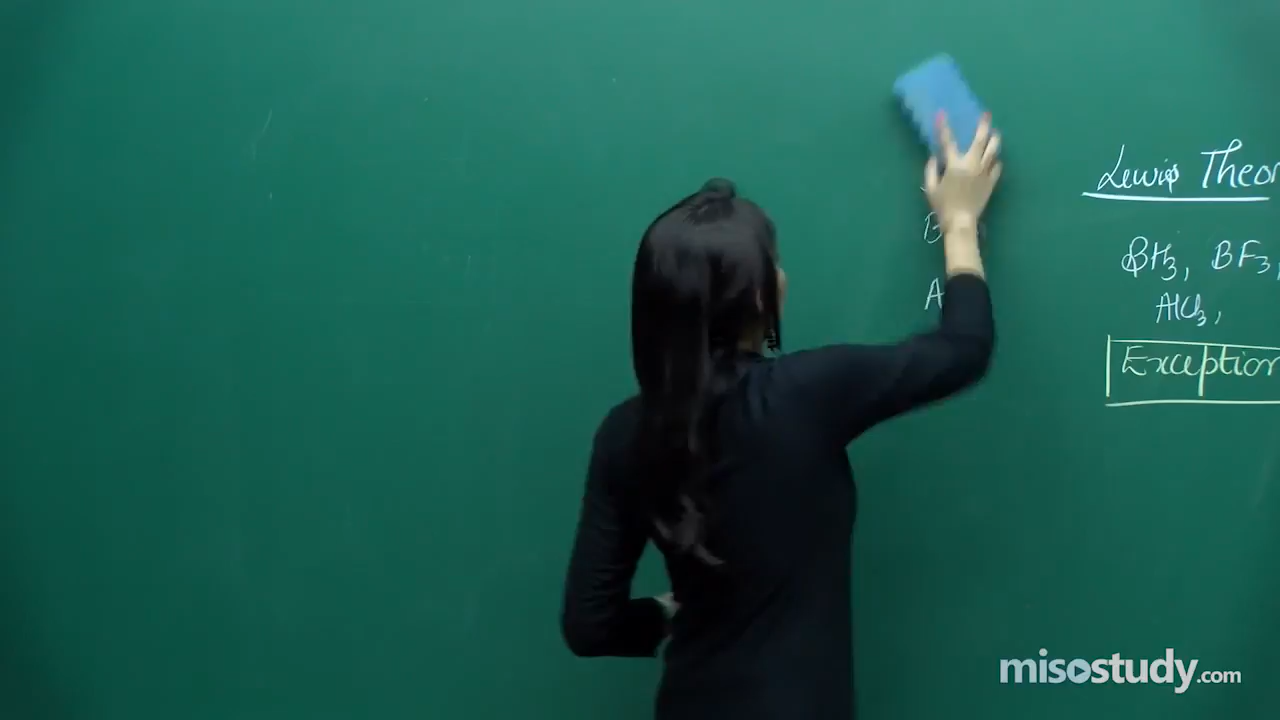 Lewis Theor
BH3, BF3,
AlCl3,
Exception
misostudy.com